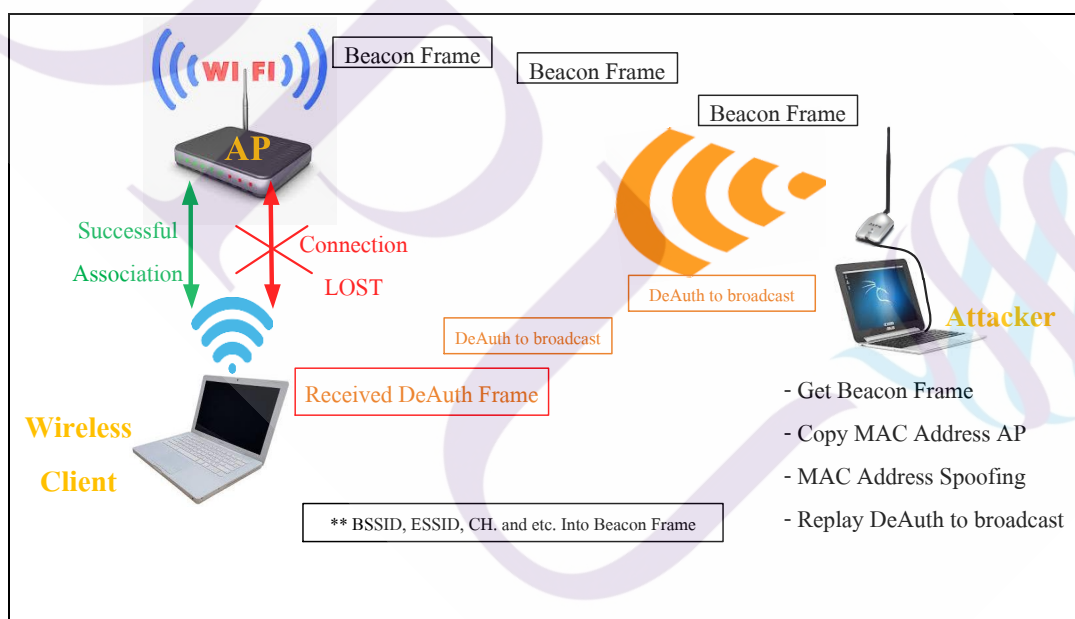 WI FI
Beacon Frame
Beacon Frame
Beacon Frame
AP
Successful
Association
Connection
LOST
DeAuth to broadcast
DeAuth to broadcast
Received DeAuth Frame
Attacker
Wireless
Client
- Get Beacon Frame
- Copy MAC Address AP
- MAC Address Spoofing
- Replay DeAuth to broadcast
** BSSID, ESSID, CH. and etc. Into Beacon Frame